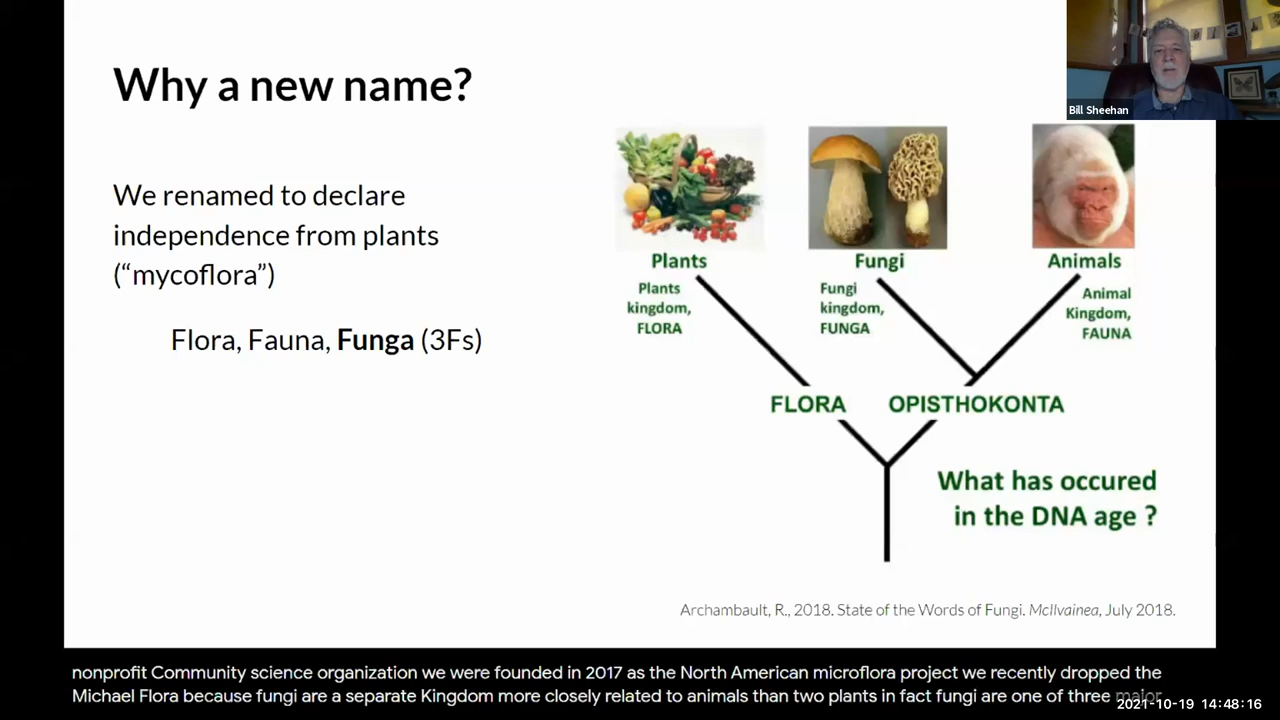 Why a new name?
Bill Sheehan
We renamed to declare
independence from plants
(“mycoflora”)
Flora, Fauna, Funga (3Fs)
Plants
Plants
kingdom,
FLORA
Fungi
Fungi
kingdom,
FUNGA
Animals
Animal
Kingdom,
FAUNA
FLORA
OPISTHOKONTA
What has occured
in the DNA age ?
Archambault, R., 2018. State of the Words of Fungi. McIlvainea, July 2018.
nonprofit Community science organization we were founded in 2017 as the North American microflora project we recently dropped the
Michael Flora because fungi are a separate Kingdom more closely related to animals than two plants in fact fungi are one of three major
2021-10-19 14:48:16